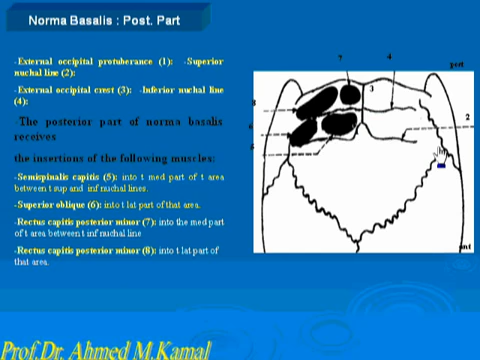 Norma Basalis : Post. Part
-External occipital protuberance (1): -Superior
nuchal line (2):
-External occipital crest (3): -Inferior nuchal line
(4):
The posterior part of norma basalis
receives
the insertions of the following muscles:
-Semispinalis capitis (5): into t med part of t area
between t sup and inf nuchal lines.
-Superior oblique (6): into t lat part of that area.
-Rectus capitis posterior minor (7): into the med part
of t area between t inf nuchal line
-Rectus capitis posterior minor (8): into t lat part of
that area.
7
4
post
3
8
2
6
5
ant
Prof.Dr. Ahmed M.Kamal